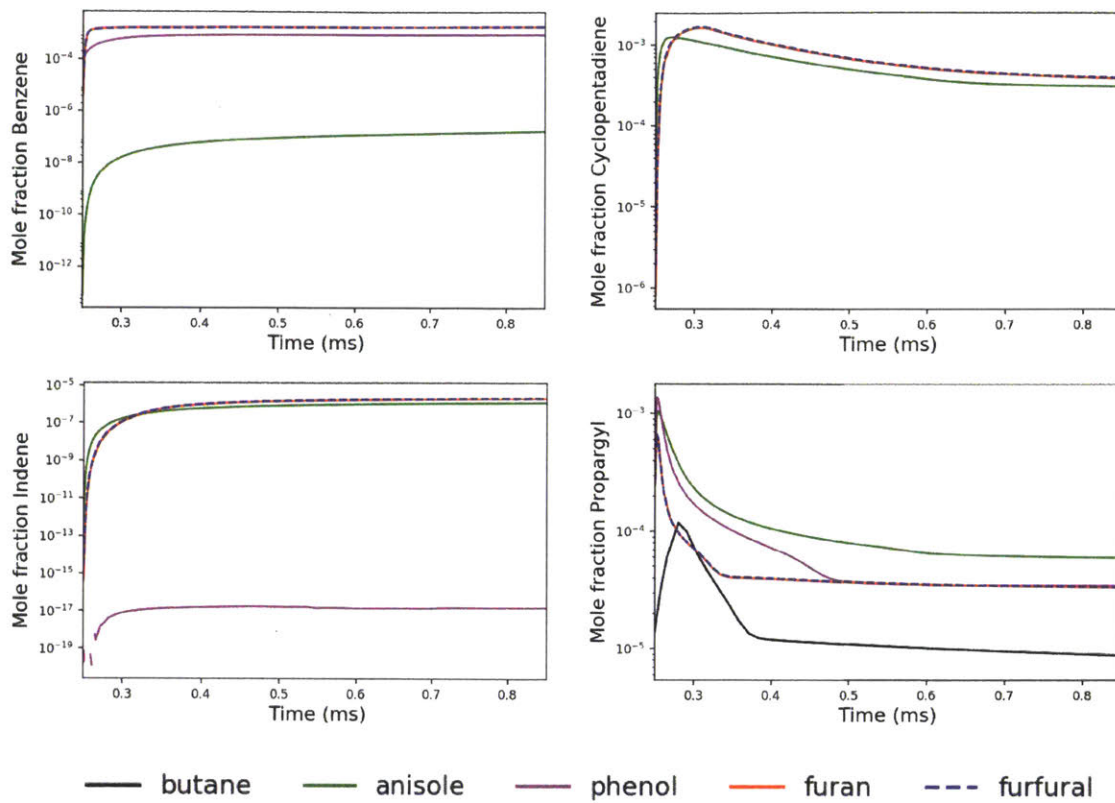 Mole fraction Benzene
10⁻⁴
10⁻⁶
10⁻⁸
10⁻¹⁰
10⁻¹²
0.3 0.4 0.5 0.6 0.7 0.8
Time (ms)
Mole fraction Cyclopentadiene
10⁻³
10⁻⁴
10⁻⁵
10⁻⁶
0.3 0.4 0.5 0.6 0.7 0.8
Time (ms)
Mole fraction Indene
10⁻⁵
10⁻⁷
10⁻⁹
10⁻¹¹
10⁻¹³
10⁻¹⁵
10⁻¹⁷
10⁻¹⁹
0.3 0.4 0.5 0.6 0.7 0.8
Time (ms)
Mole fraction Propargyl
10⁻³
10⁻⁴
10⁻⁵
0.3 0.4 0.5 0.6 0.7 0.8
Time (ms)
butane anisole phenol furan furfural